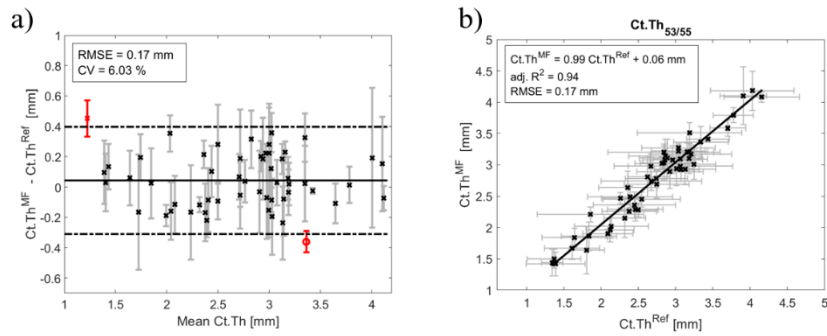 a)
RMSE = 0.17 mm
CV = 6.03 %
Ct.Th^MF - Ct.Th^Ref [mm]
0.8
0.6
0.4
0.2
0
-0.2
-0.4
-0.6
1
1.5
2
2.5
3
3.5
4
Mean Ct.Th [mm]
b)
Ct.Th_53/55
Ct.Th^MF = 0.99 Ct.Th^Ref + 0.06 mm
adj. R^2 = 0.94
RMSE = 0.17 mm
Ct.Th^MF [mm]
5
4.5
4
3.5
3
2.5
2
1.5
1
0.5
1
1.5
2
2.5
3
3.5
4
4.5
5
Ct.Th^Ref [mm]